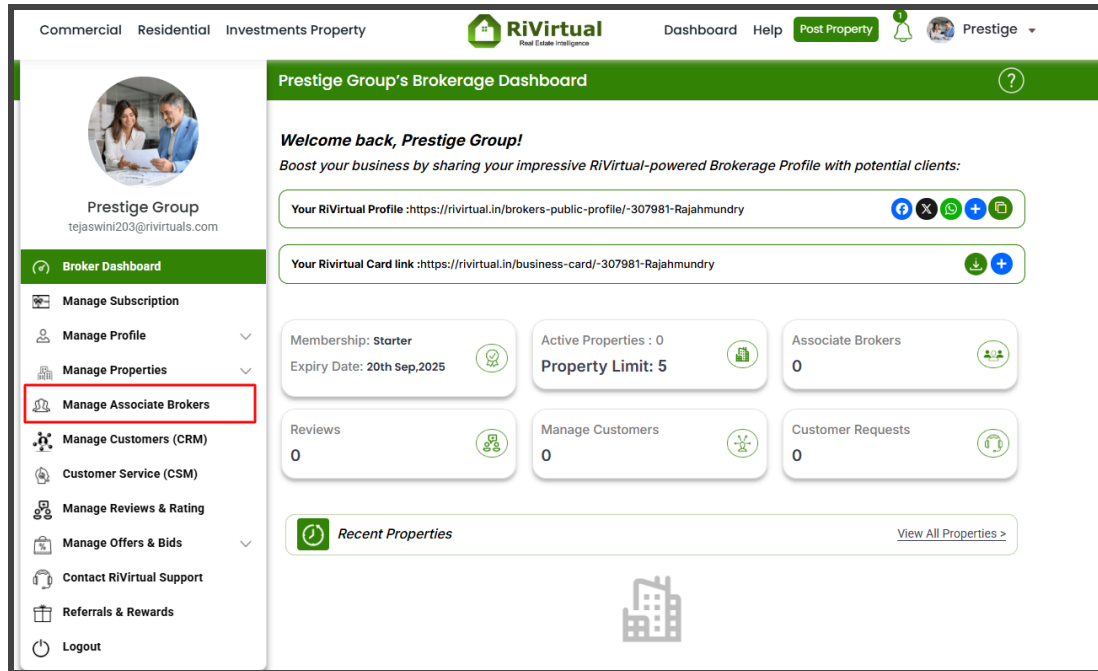 Commercial Residential Investments Property RiVirtual Dashboard Help Post Property 1 Prestige
Real Estate Intelligence
Prestige Group
tejaswini203@rivirtuals.com
Broker Dashboard
Manage Subscription
Manage Profile
Manage Properties
Manage Associate Brokers
Manage Customers (CRM)
Customer Service (CSM)
Manage Reviews & Rating
Manage Offers & Bids
Contact RiVirtual Support
Referrals & Rewards
Logout
Prestige Group's Brokerage Dashboard ?
Welcome back, Prestige Group!
Boost your business by sharing your impressive RiVirtual-powered Brokerage Profile with potential clients:
Your RiVirtual Profile :https://rivirtual.in/brokers-public-profile/-307981-Rajahmundry
Your Rivirtual Card link :https://rivirtual.in/business-card/-307981-Rajahmundry
Membership: Starter
Expiry Date: 20th Sep,2025
Active Properties : 0
Property Limit: 5
Associate Brokers
0
Reviews
0
Manage Customers
0
Customer Requests
0
Recent Properties View All Properties >